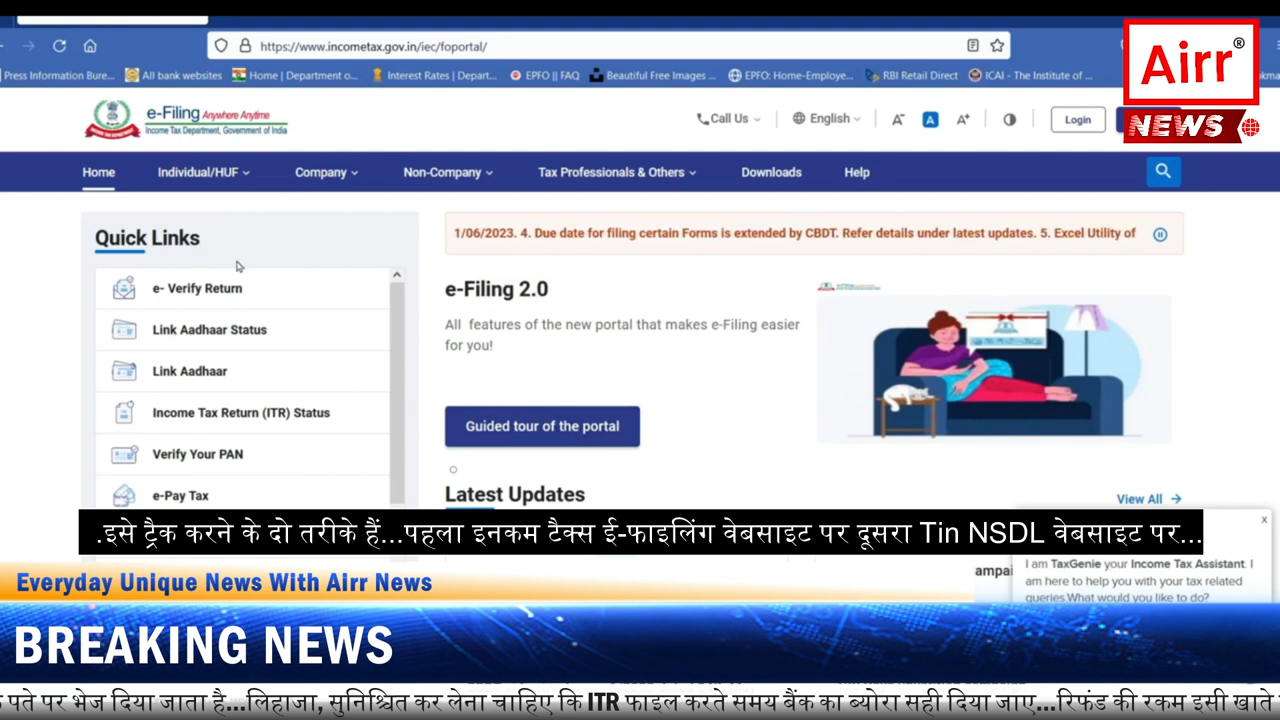 https://www.incometax.gov.in/iec/foportal/
Press Information Bure... All bank websites Home | Department o... Interest Rates | Depart... EPFO || FAQ Beautiful Free Images ... EPFO: Home-Employe... RBI Retail Direct ICAI - The Institute of ...
Airr®
NEWS
e-Filing Anywhere Anytime
Income Tax Department, Government of India
Call Us English A- A A+ Login
Home Individual/HUF Company Non-Company Tax Professionals & Others Downloads Help
Quick Links
e- Verify Return
Link Aadhaar Status
Link Aadhaar
Income Tax Return (ITR) Status
Verify Your PAN
e-Pay Tax
1/06/2023. 4. Due date for filing certain Forms is extended by CBDT. Refer details under latest updates. 5. Excel Utility of
e-Filing 2.0
All features of the new portal that makes e-Filing easier
for you!
Guided tour of the portal
Latest Updates
View All
x
.इसे ट्रैक करने के दो तरीके हैं...पहला इनकम टैक्स ई-फाइलिंग वेबसाइट पर दूसरा Tin NSDL वेबसाइट पर...
I am TaxGenie your Income Tax Assistant. I
am here to help you with your tax related
queries.What would you like to do?
Everyday Unique News With Airr News
BREAKING NEWS
पते पर भेज दिया जाता है...लिहाजा, सुनिश्चित कर लेना चाहिए कि ITR फाइल करते समय बैंक का ब्योरा सही दिया जाए...रिफंड की रकम इसी खाते